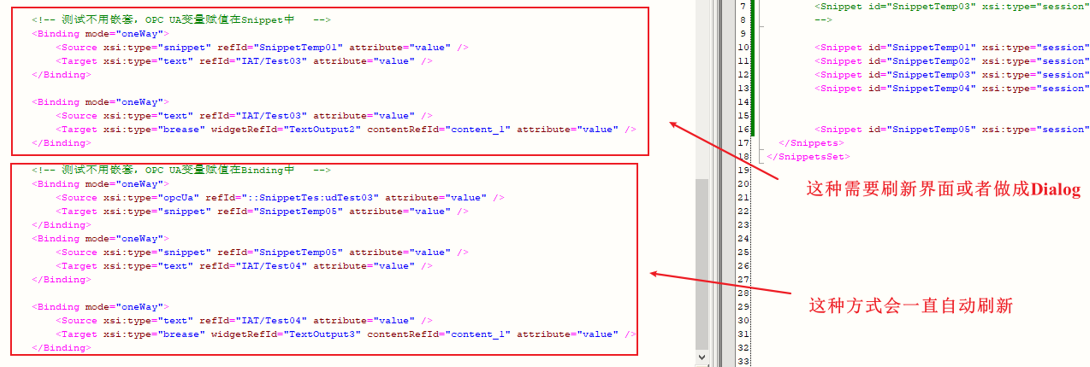 <!-- 测试不用嵌套，OPC UA变量赋值在Snippet中   -->
<Binding mode="oneWay">
<Source xsi:type="snippet" refId="SnippetTemp01" attribute="value" />
<Target xsi:type="text" refId="IAT/Test03" attribute="value" />
</Binding>
<Binding mode="oneWay">
<Source xsi:type="text" refId="IAT/Test03" attribute="value" />
<Target xsi:type="brease" widgetRefId="TextOutput2" contentRefId="content_1" attribute="value" />
</Binding>
<!-- 测试不用嵌套，OPC UA变量赋值在Binding中   -->
<Binding mode="oneWay">
<Source xsi:type="opcUa" refId="::SnippetTes:udTest03" attribute="value" />
<Target xsi:type="snippet" refId="SnippetTemp05" attribute="value" />
</Binding>
<Binding mode="oneWay">
<Source xsi:type="snippet" refId="SnippetTemp05" attribute="value" />
<Target xsi:type="text" refId="IAT/Test04" attribute="value" />
</Binding>
<Binding mode="oneWay">
<Source xsi:type="text" refId="IAT/Test04" attribute="value" />
<Target xsi:type="brease" widgetRefId="TextOutput3" contentRefId="content_1" attribute="value" />
</Binding>
7 <Snippet id="SnippetTemp03" xsi:type="session"
8 -->
9
10 <Snippet id="SnippetTemp01" xsi:type="session"
11 <Snippet id="SnippetTemp02" xsi:type="session"
12 <Snippet id="SnippetTemp03" xsi:type="session"
13 <Snippet id="SnippetTemp04" xsi:type="session"
14
15
16 <Snippet id="SnippetTemp05" xsi:type="session"
17 </Snippets>
18 </SnippetsSet>
19
20
21
22
23
24
25
26
27
28
29
30
31
32
33
这种需要刷新界面或者做成Dialog
这种方式会一直自动刷新